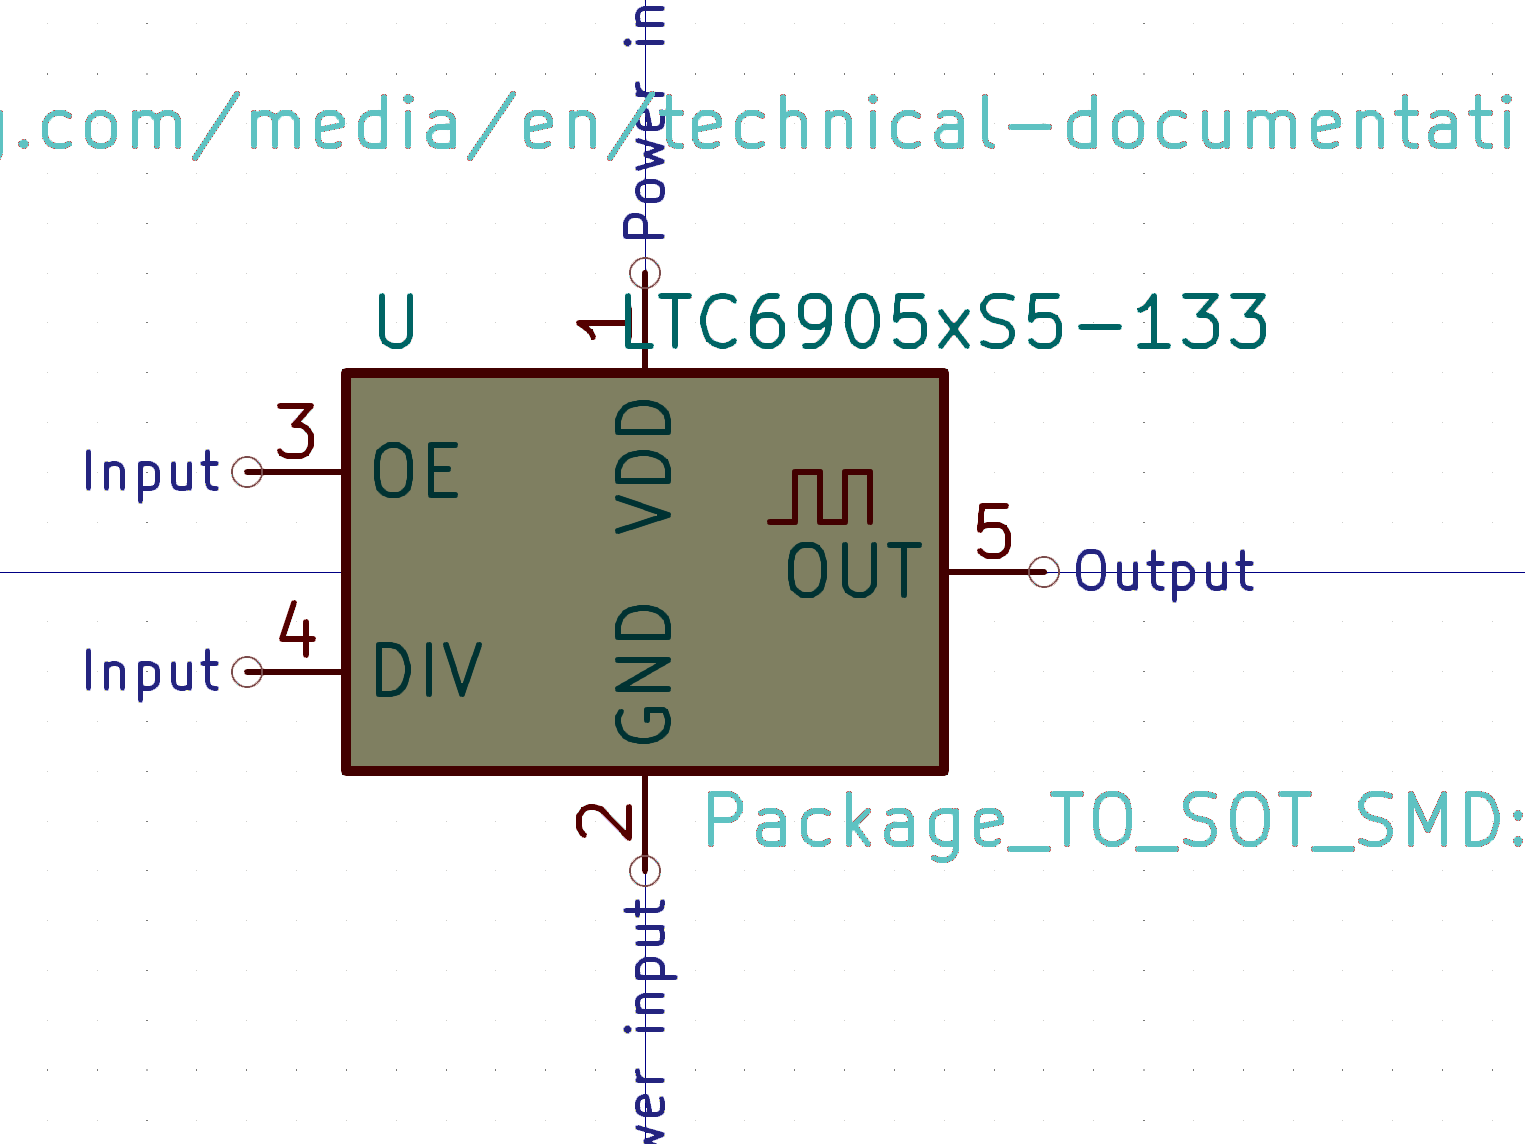 Power in
g.com/media/en/technical-documentati
U
LTC6905xS5-133
1
3
Input
OE
VDD
5
OUT
Output
4
Input
DIV
GND
2
Package_TO_SOT_SMD:
wer input